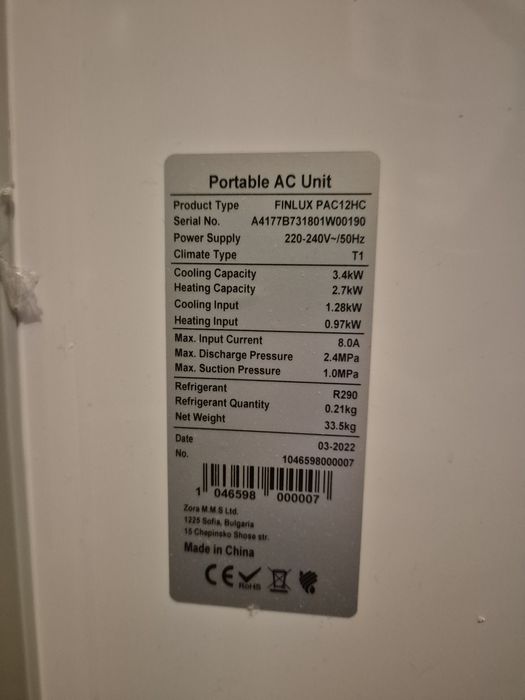 Portable AC Unit
Product Type FINLUX PAC12HC
Serial No. A4177B731801W00190
Power Supply 220-240V~/50Hz
Climate Type T1
Cooling Capacity 3.4kW
Heating Capacity 2.7kW
Cooling Input 1.28kW
Heating Input 0.97kW
Max. Input Current 8.0A
Max. Discharge Pressure 2.4MPa
Max. Suction Pressure 1.0MPa
Refrigerant R290
Refrigerant Quantity 0.21kg
Net Weight 33.5kg
Date 03-2022
No. 1046598000007
1 046598 000007
Zora M.M.S Ltd.
1225 Sofia, Bulgaria
15 Chepinsko Shose str.
Made in China
CE RoHS